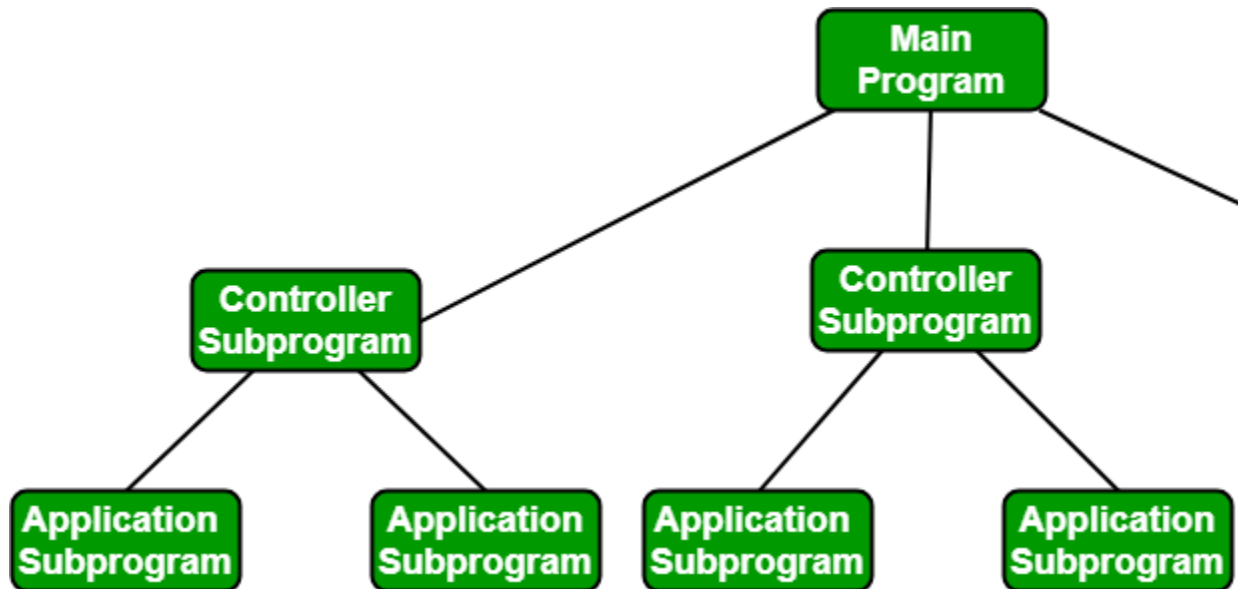 Main
Program
Controller
Subprogram
Controller
Subprogram
Application
Subprogram
Application
Subprogram
Application
Subprogram
Application
Subprogram